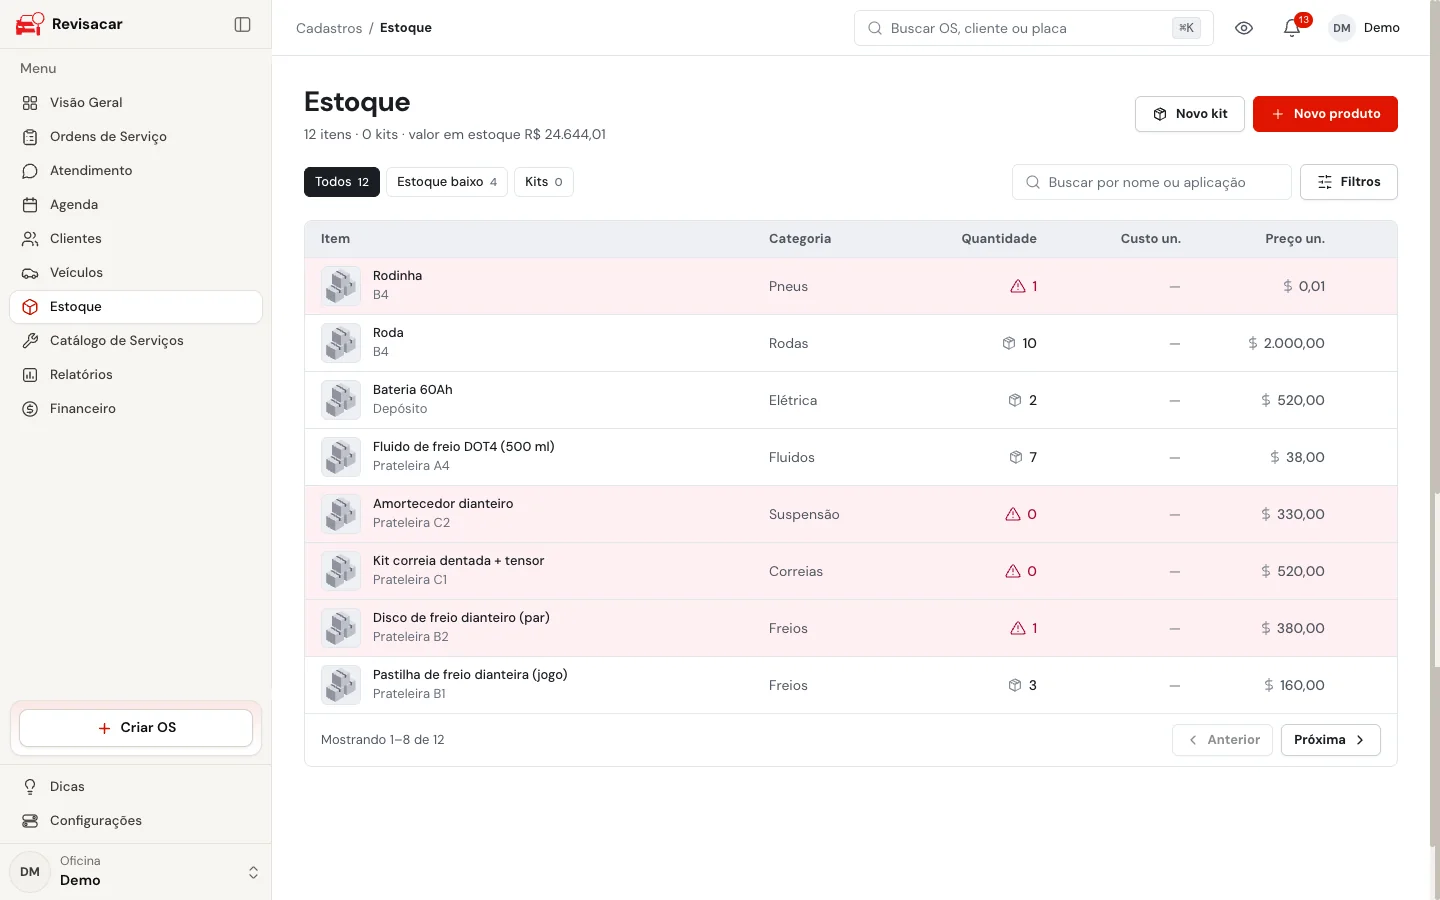 Revisacar
Menu
Visão Geral
Ordens de Serviço
Atendimento
Agenda
Clientes
Veículos
Estoque
Catálogo de Serviços
Relatórios
Financeiro
Criar OS
Dicas
Configurações
DM
Oficina
Demo
Cadastros / Estoque
Buscar OS, cliente ou placa
⌘K
13
DM
Demo
Estoque
12 itens · 0 kits · valor em estoque R$ 24.644,01
Novo kit
Novo produto
Todos 12
Estoque baixo 4
Kits 0
Buscar por nome ou aplicação
Filtros
Item Categoria Quantidade Custo un. Preço un.
Rodinha
B4
Pneus 1 — $ 0,01
Roda
B4
Rodas 10 — $ 2.000,00
Bateria 60Ah
Depósito
Elétrica 2 — $ 520,00
Fluido de freio DOT4 (500 ml)
Prateleira A4
Fluidos 7 — $ 38,00
Amortecedor dianteiro
Prateleira C2
Suspensão 0 — $ 330,00
Kit correia dentada + tensor
Prateleira C1
Correias 0 — $ 520,00
Disco de freio dianteiro (par)
Prateleira B2
Freios 1 — $ 380,00
Pastilha de freio dianteira (jogo)
Prateleira B1
Freios 3 — $ 160,00
Mostrando 1–8 de 12
Anterior
Próxima